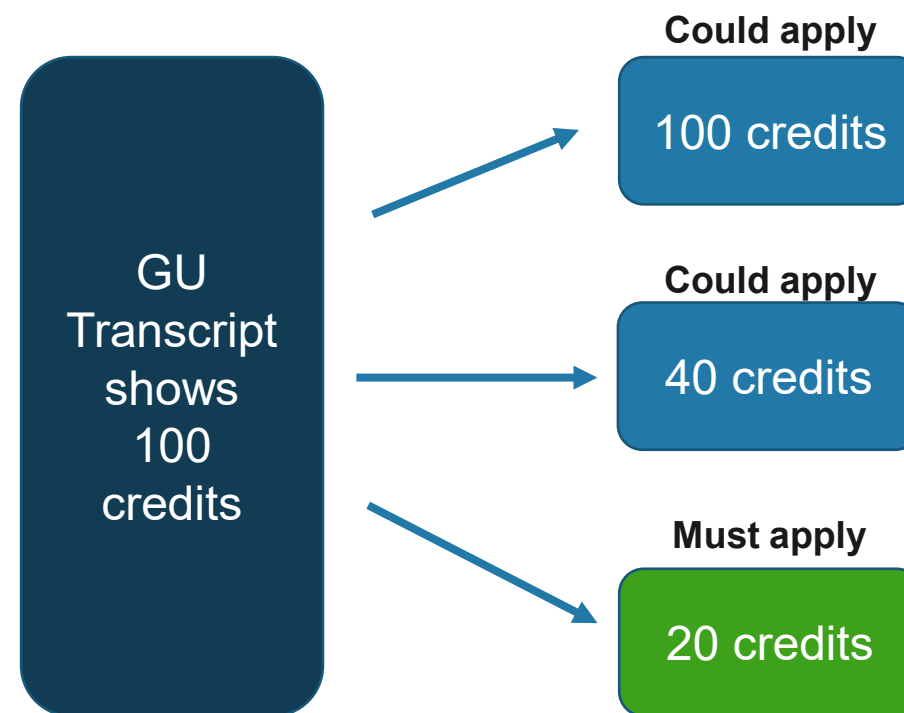 GU
Transcript
shows
100
credits
Could apply
100 credits
Could apply
40 credits
Must apply
20 credits